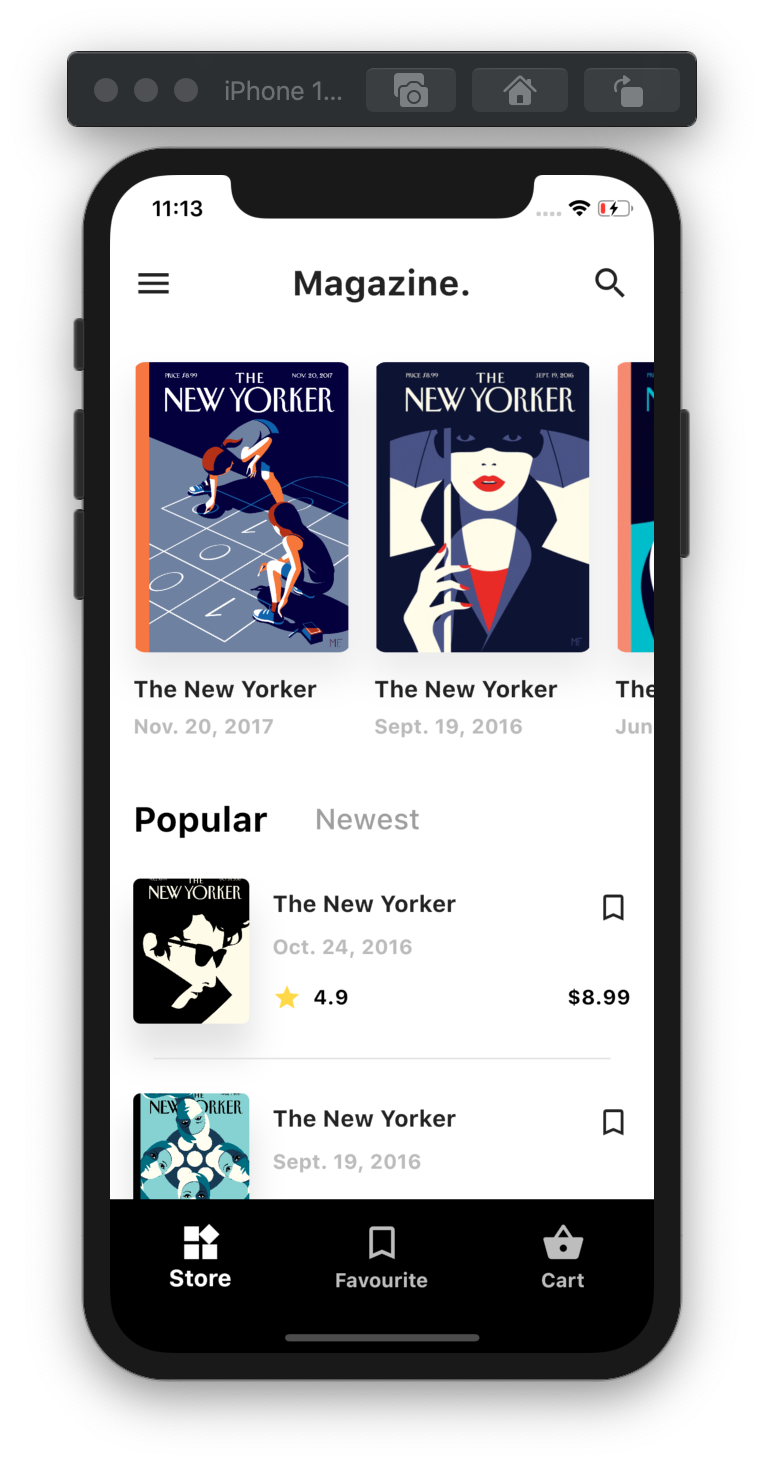 iPhone 1...
11:13
Magazine.
PRICE $8.99 THE NOV. 20, 2017
NEW YORKER
PRICE $8.99 THE SEPT. 19, 2016
NEW YORKER
MF
MF
The New Yorker
The New Yorker
The
Nov. 20, 2017
Sept. 19, 2016
Jun
Popular
Newest
THE
NEW YORKER
The New Yorker
Oct. 24, 2016
4.9
$8.99
NEW YORKER
The New Yorker
Sept. 19, 2016
Store
Favourite
Cart